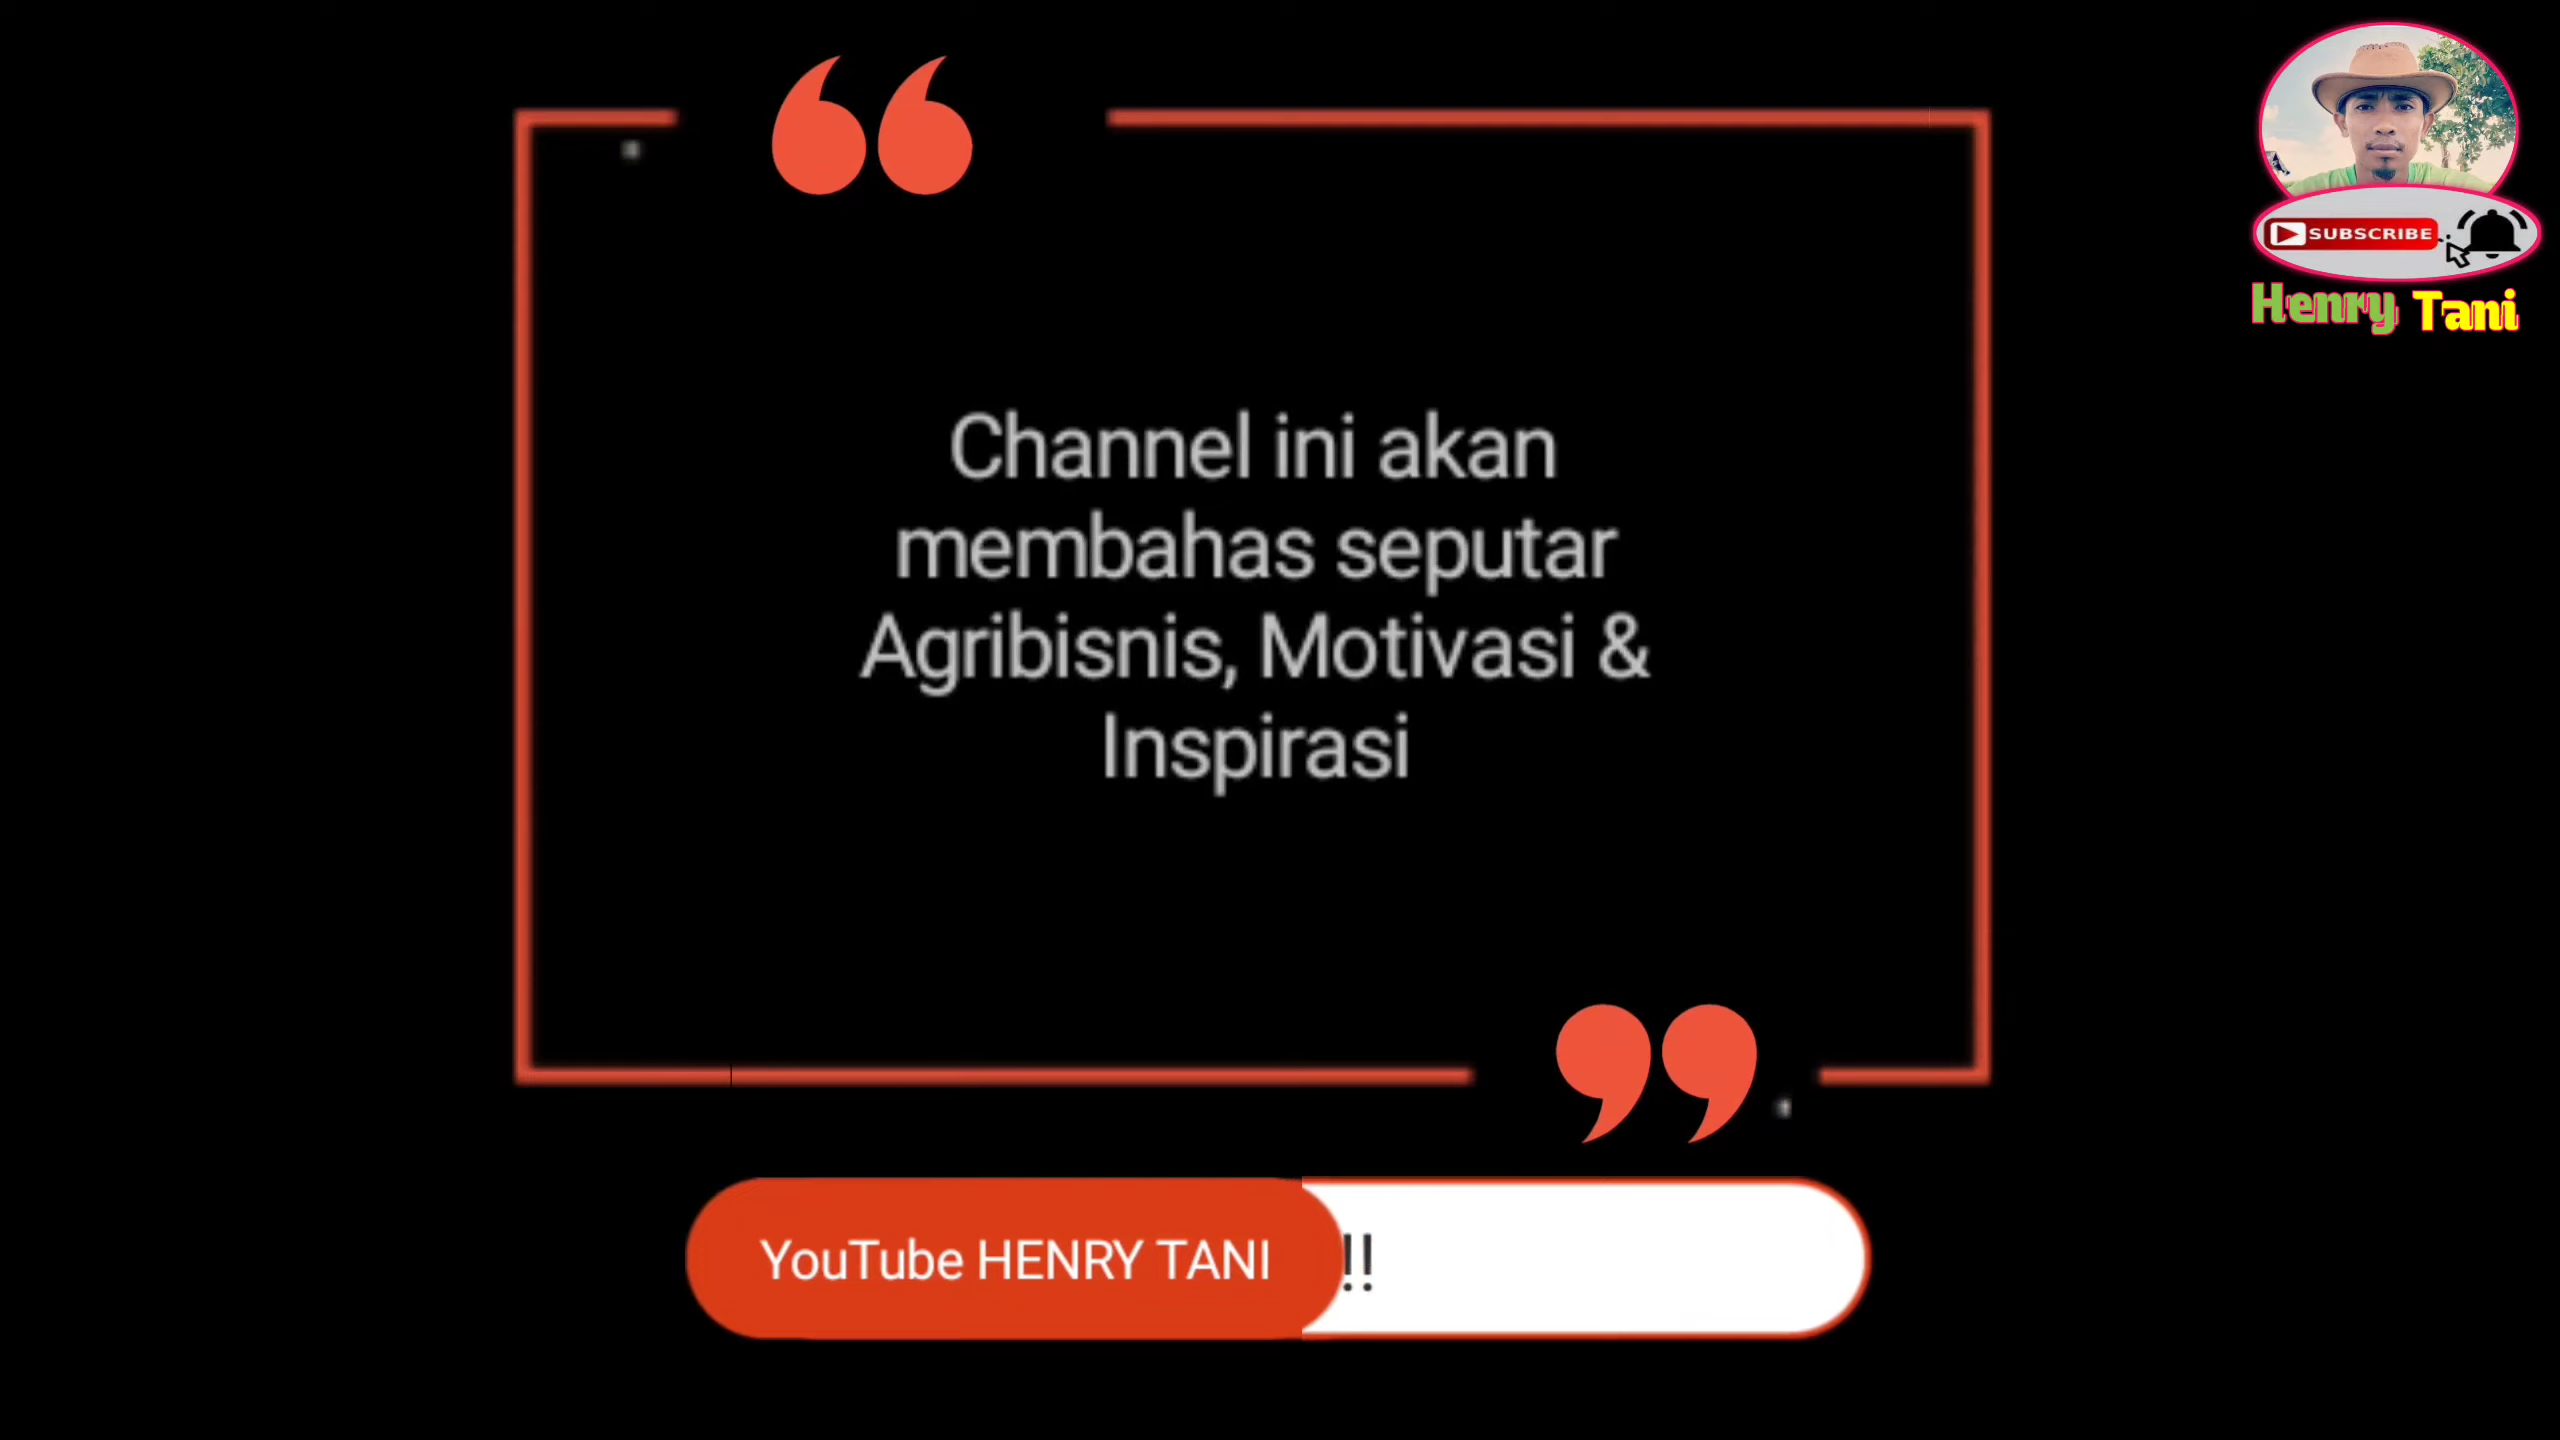 Channel ini akan
membahas seputar
Agribisnis, Motivasi &
Inspirasi
YouTube HENRY TANI !!
SUBSCRIBE
Henry Tani